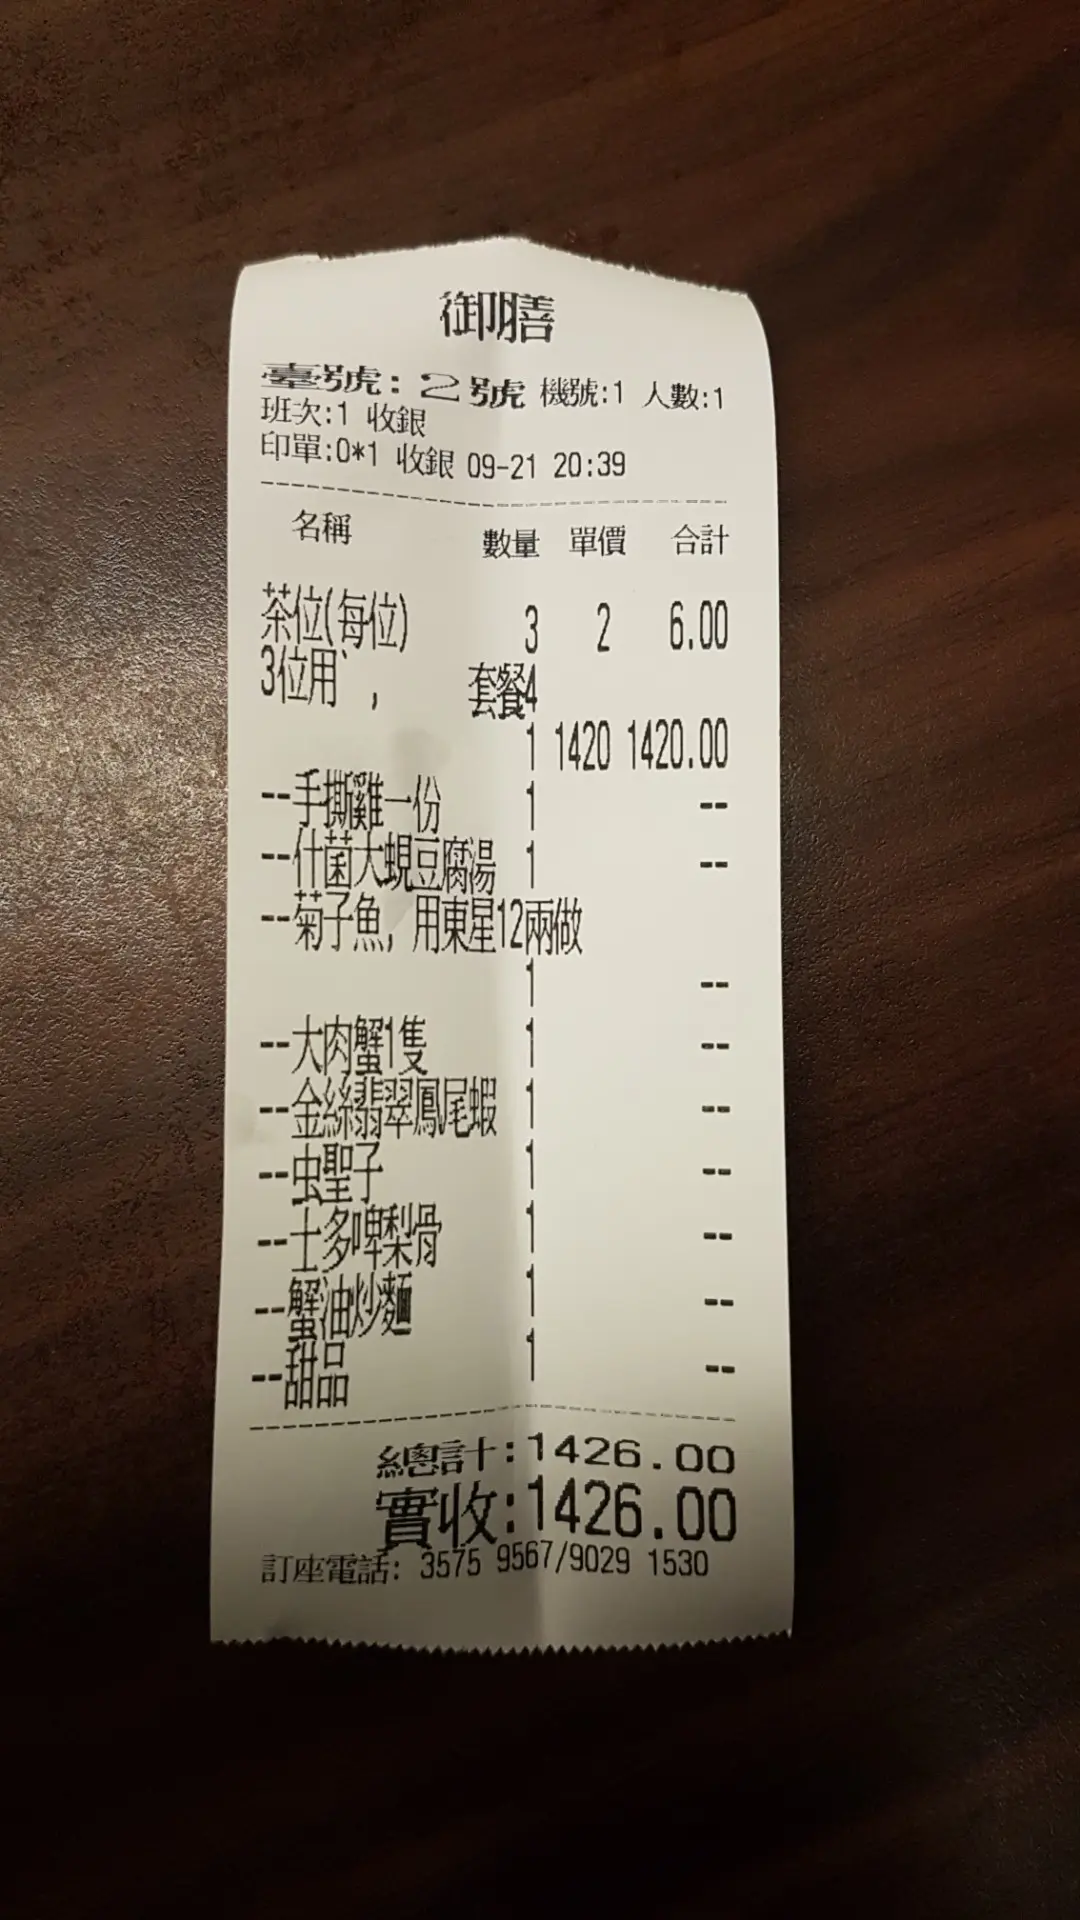 御膳
臺號:2號 機號:1 人數:1
班次:1 收銀
印單:0*1 收銀 09-21 20:39
名稱 數量 單價 合計
茶位(每位) 3 2 6.00
3位用`, 套餐4
1 1420 1420.00
--手撕雞一份 1 --
--什菌大蜆豆腐湯 1 --
--菊子魚,用東星12兩做
1 --
--大肉蟹1隻 1 --
--金絲翡翠鳳尾蝦 1 --
--虫聖子 1 --
--士多啤梨骨 1 --
--蟹油炒麵 1 --
--甜品 1 --
總計:1426.00
實收:1426.00
訂座電話: 3575 9567/9029 1530